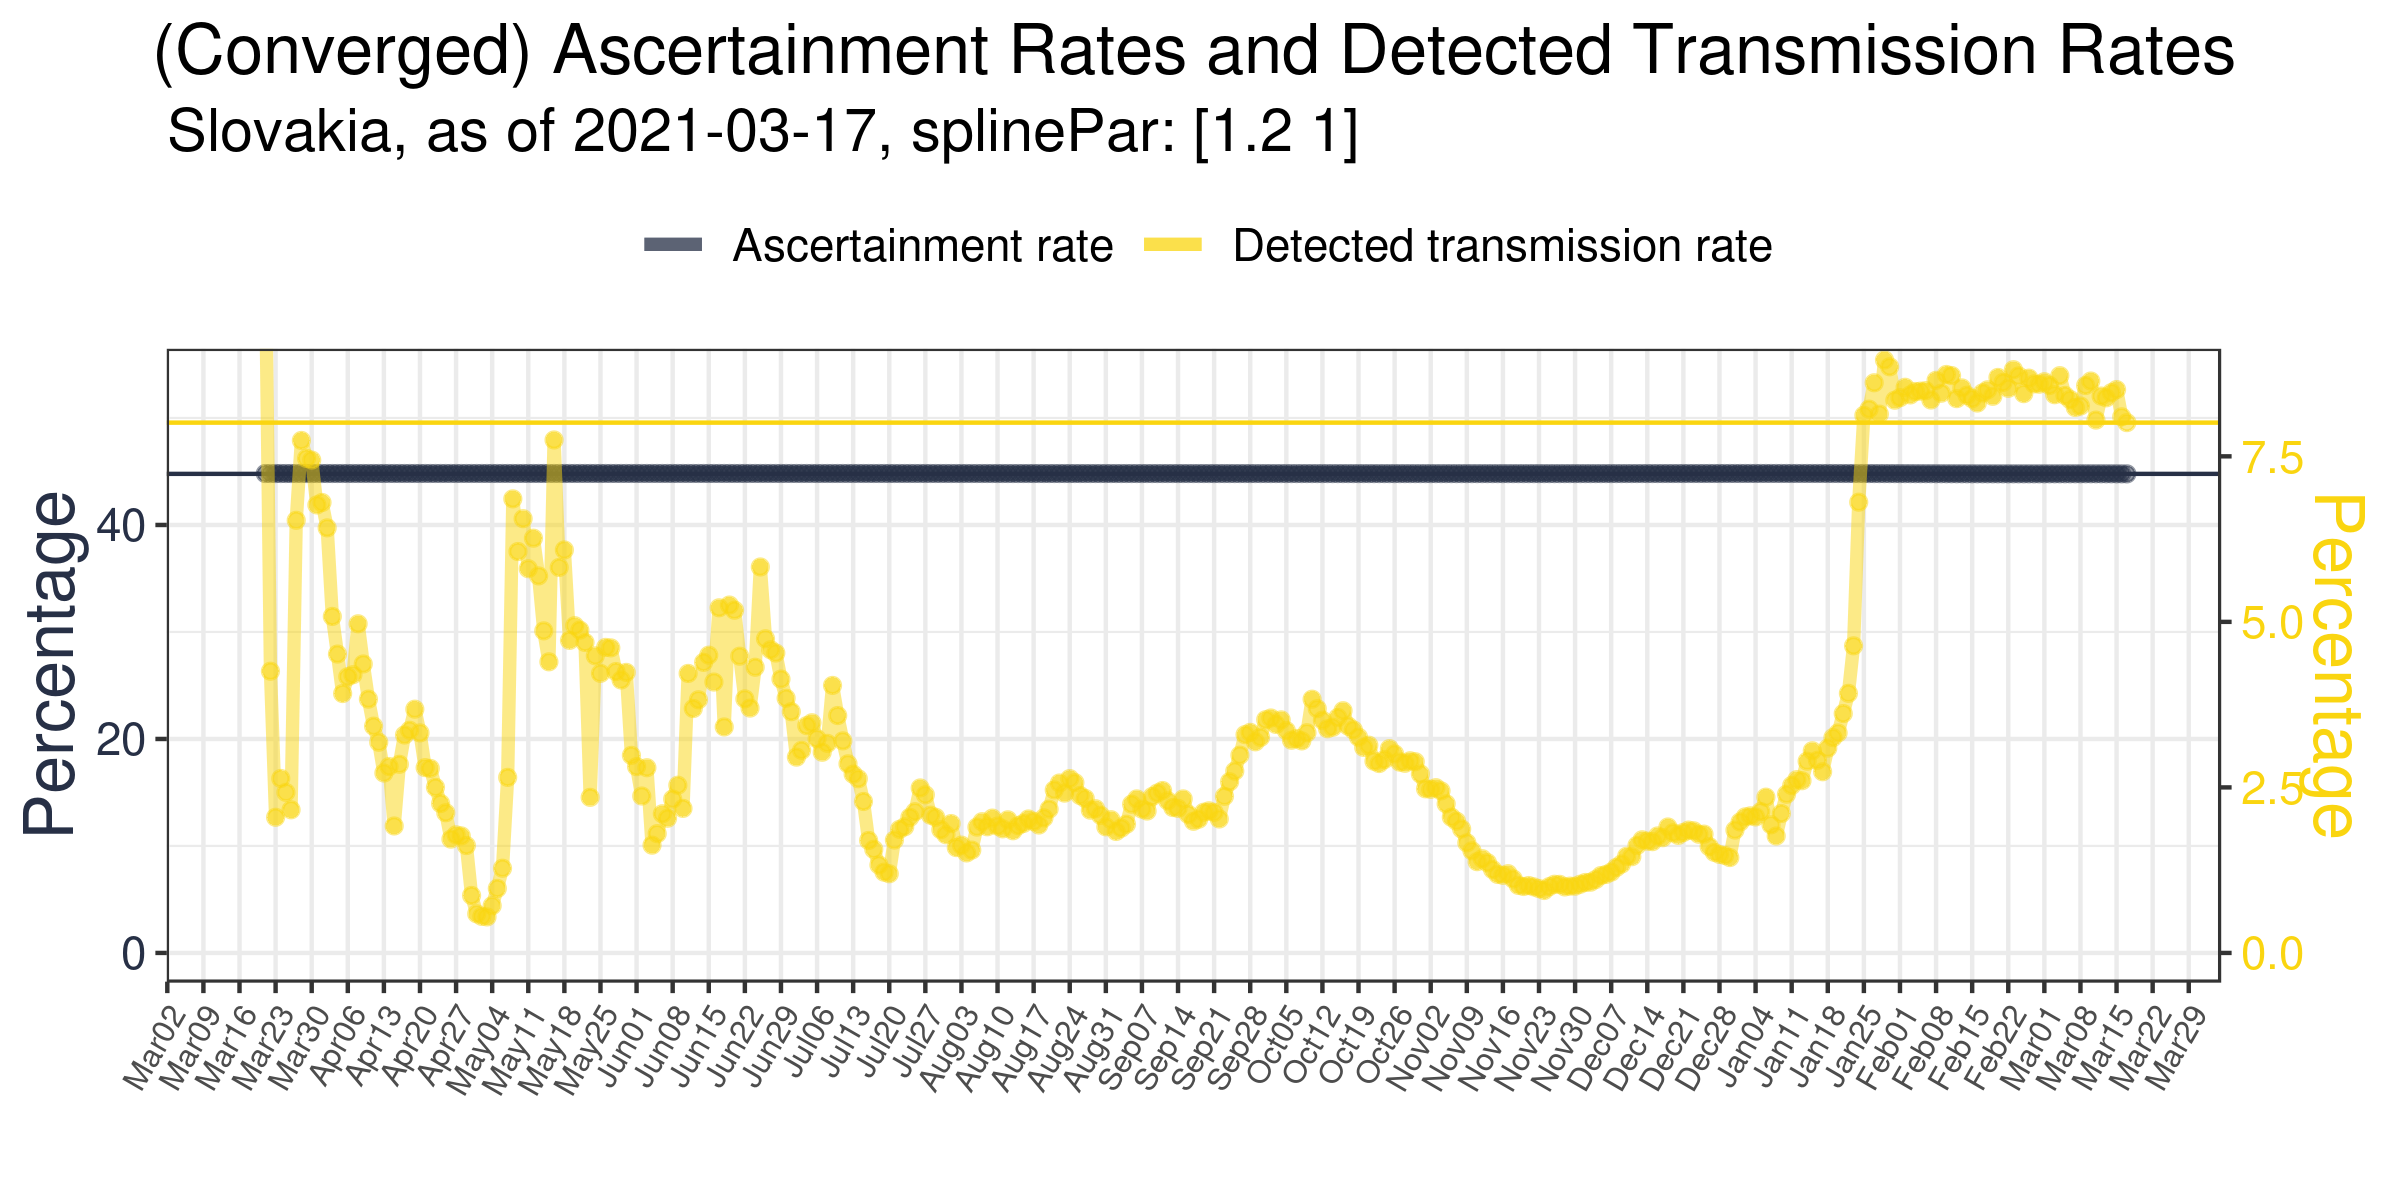 (Converged) Ascertainment Rates and Detected Transmission Rates
Slovakia, as of 2021-03-17, splinePar: [1.2 1]
Ascertainment rate Detected transmission rate
Percentage
40
20
0
7.5
5.0
2.5
0.0
Percentage
Mar02 Mar09 Mar16 Mar23 Mar30 Apr06 Apr13 Apr20 Apr27 May04 May11 May18 May25 Jun01 Jun08 Jun15 Jun22 Jun29 Jul06 Jul13 Jul20 Jul27 Aug03 Aug10 Aug17 Aug24 Aug31 Sep07 Sep14 Sep21 Sep28 Oct05 Oct12 Oct19 Oct26 Nov02 Nov09 Nov16 Nov23 Nov30 Dec07 Dec14 Dec21 Dec28 Jan04 Jan11 Jan18 Jan25 Feb01 Feb08 Feb15 Feb22 Mar01 Mar08 Mar15 Mar22 Mar29